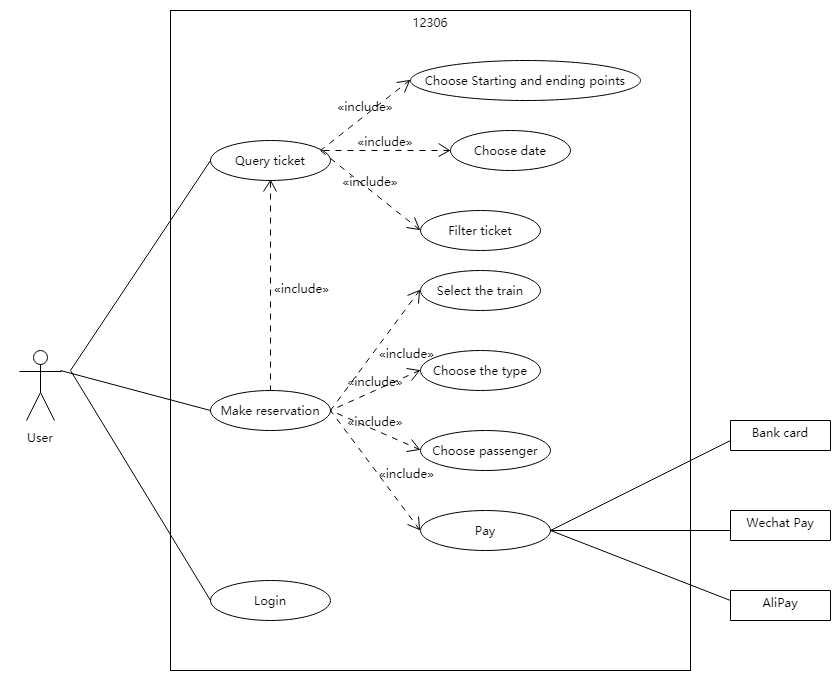 12306
Choose Starting and ending points
«include»
«include»
Choose date
Query ticket
«include»
Filter ticket
«include»
Select the train
«include»
Choose the type
«include»
Make reservation
«include»
User
Choose passenger
Bank card
«include»
Pay
Wechat Pay
Login
AliPay